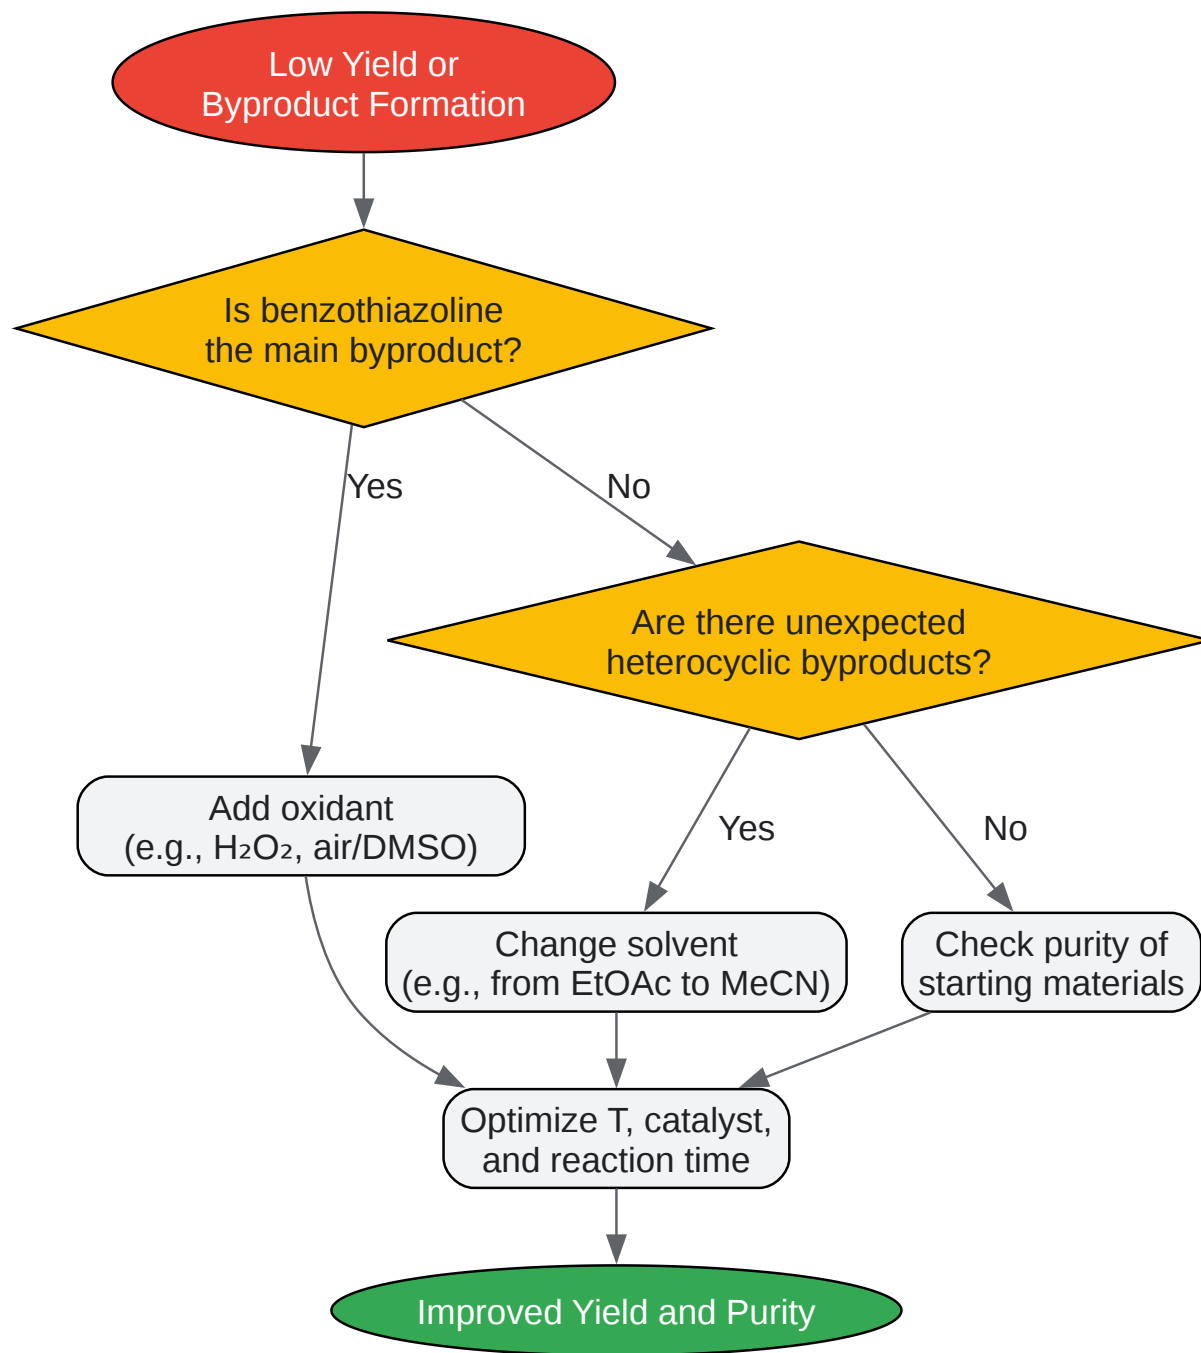 Low Yield or
Byproduct Formation
Is benzothiazoline
the main byproduct?
Yes
No
Are there unexpected
heterocyclic byproducts?
Add oxidant
(e.g., H₂O₂, air/DMSO)
Yes
No
Change solvent
(e.g., from EtOAc to MeCN)
Check purity of
starting materials
Optimize T, catalyst,
and reaction time
Improved Yield and Purity